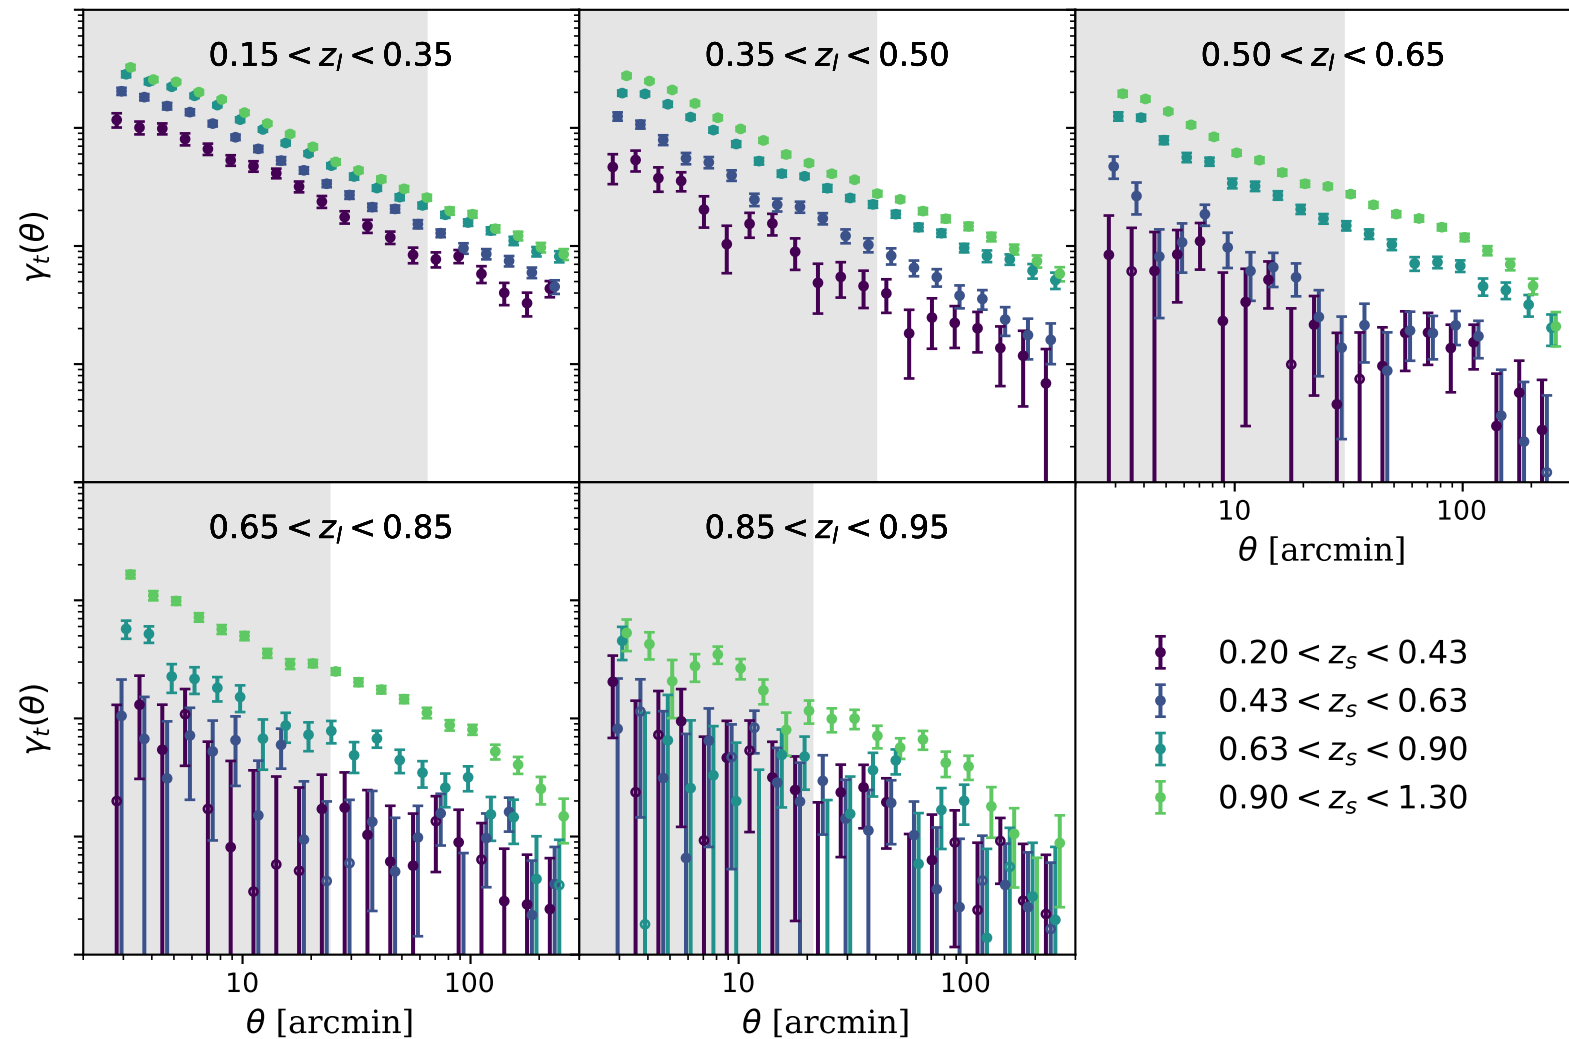 0.15 < z_l < 0.35
0.35 < z_l < 0.50
0.50 < z_l < 0.65
γ_t(θ)
10 100
θ [arcmin]
0.65 < z_l < 0.85
0.85 < z_l < 0.95
γ_t(θ)
0.20 < z_s < 0.43
0.43 < z_s < 0.63
0.63 < z_s < 0.90
0.90 < z_s < 1.30
10 100
10 100
θ [arcmin]
θ [arcmin]